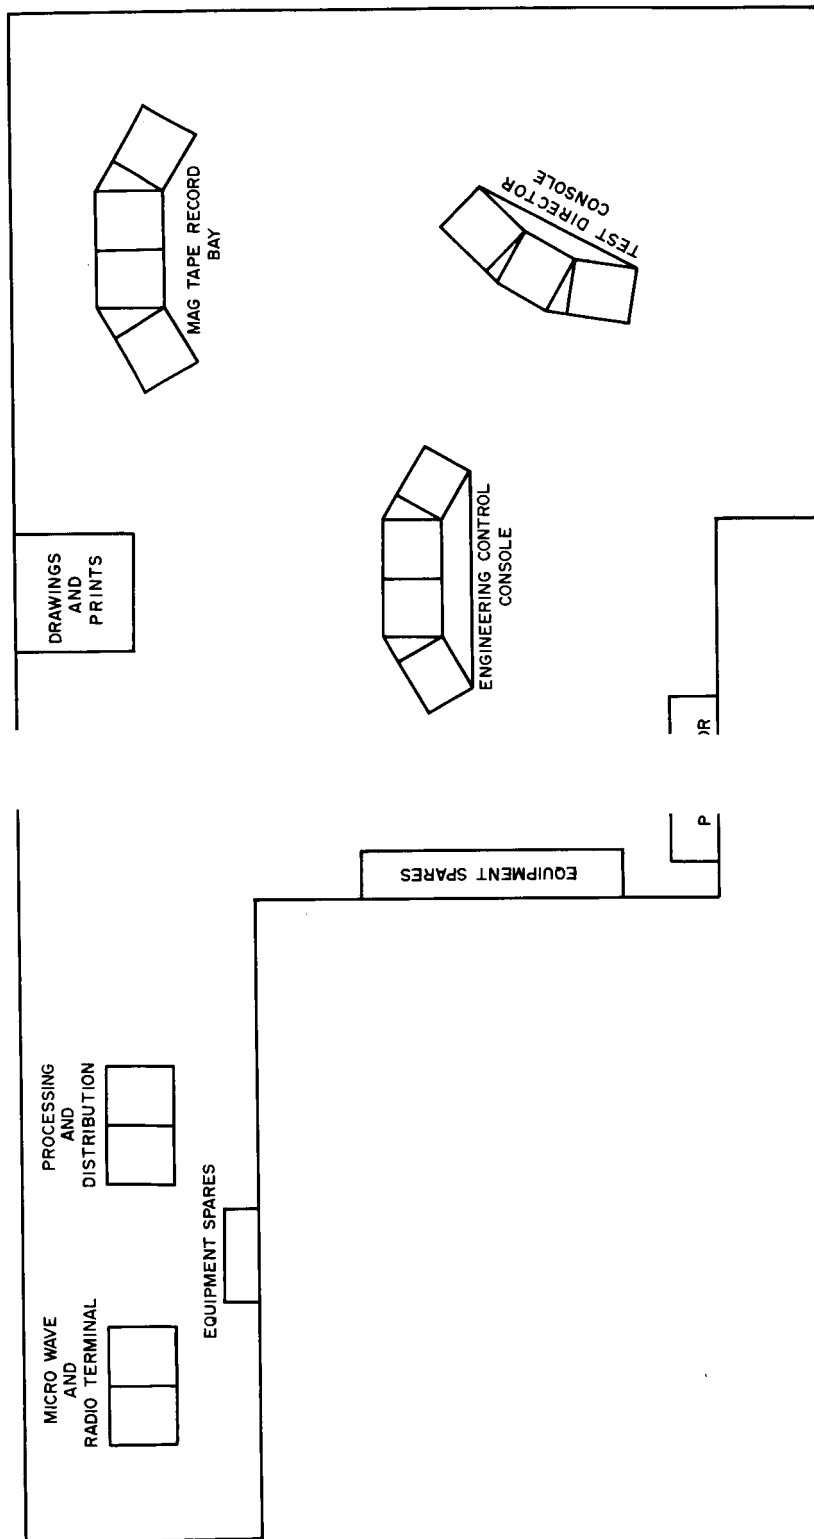 MICRO WAVE
AND
RADIO TERMINAL
PROCESSING
AND
DISTRIBUTION
EQUIPMENT SPARES
EQUIPMENT SPARES
DRAWINGS
AND
PRINTS
ENGINEERING CONTROL
CONSOLE
MAG TAPE RECORD
BAY
TEST DIRECTOR
CONSOLE
P
OR